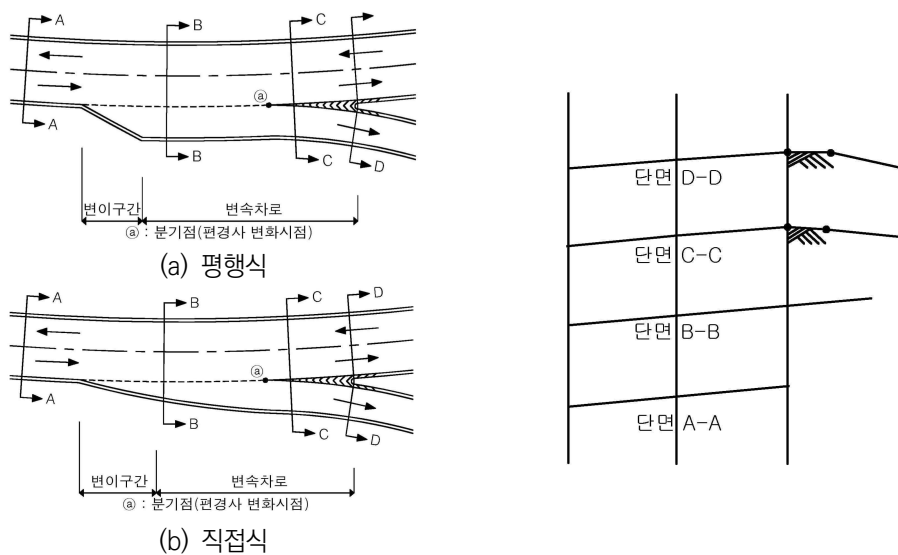 A
B
C
D
ⓐ
A
B
C
D
변이구간
변속차로
ⓐ : 분기점(편경사 변화시점)
(a) 평행식
A
B
C
D
ⓐ
A
B
C
D
변이구간
변속차로
ⓐ : 분기점(편경사 변화시점)
(b) 직접식
단면 D-D
단면 C-C
단면 B-B
단면 A-A